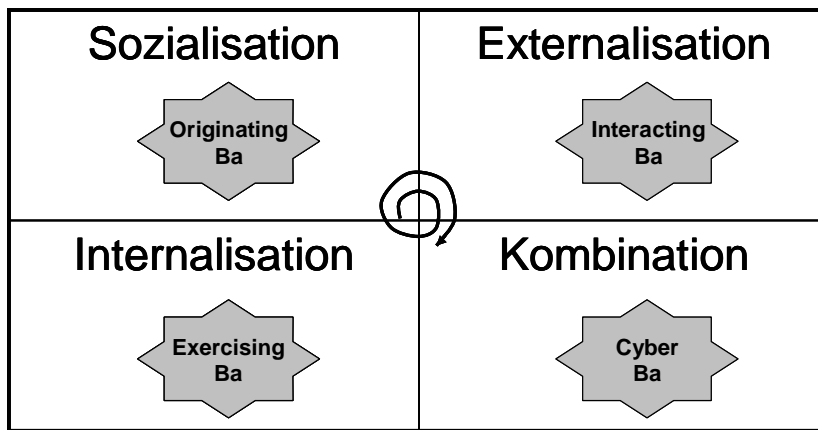 Sozialisation
Externalisation
Originating
Ba
Interacting
Ba
Internalisation
Kombination
Exercising
Ba
Cyber
Ba